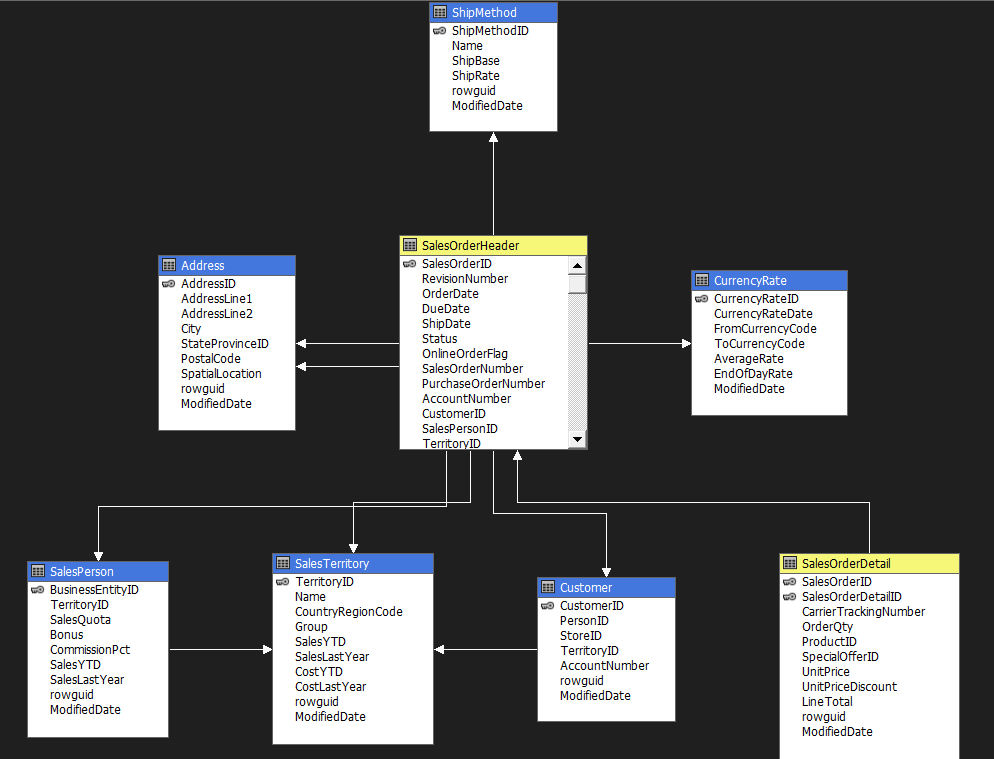 ShipMethod
ShipMethodID
Name
ShipBase
ShipRate
rowguid
ModifiedDate
SalesOrderHeader
SalesOrderID
RevisionNumber
OrderDate
DueDate
ShipDate
Status
OnlineOrderFlag
SalesOrderNumber
PurchaseOrderNumber
AccountNumber
CustomerID
SalesPersonID
TerritoryID
Address
AddressID
AddressLine1
AddressLine2
City
StateProvinceID
PostalCode
SpatialLocation
rowguid
ModifiedDate
CurrencyRate
CurrencyRateID
CurrencyRateDate
FromCurrencyCode
ToCurrencyCode
AverageRate
EndOfDayRate
ModifiedDate
SalesPerson
BusinessEntityID
TerritoryID
SalesQuota
Bonus
CommissionPct
SalesYTD
SalesLastYear
rowguid
ModifiedDate
SalesTerritory
TerritoryID
Name
CountryRegionCode
Group
SalesYTD
SalesLastYear
CostYTD
CostLastYear
rowguid
ModifiedDate
Customer
CustomerID
PersonID
StoreID
TerritoryID
AccountNumber
rowguid
ModifiedDate
SalesOrderDetail
SalesOrderID
SalesOrderDetailID
CarrierTrackingNumber
OrderQty
ProductID
SpecialOfferID
UnitPrice
UnitPriceDiscount
LineTotal
rowguid
ModifiedDate